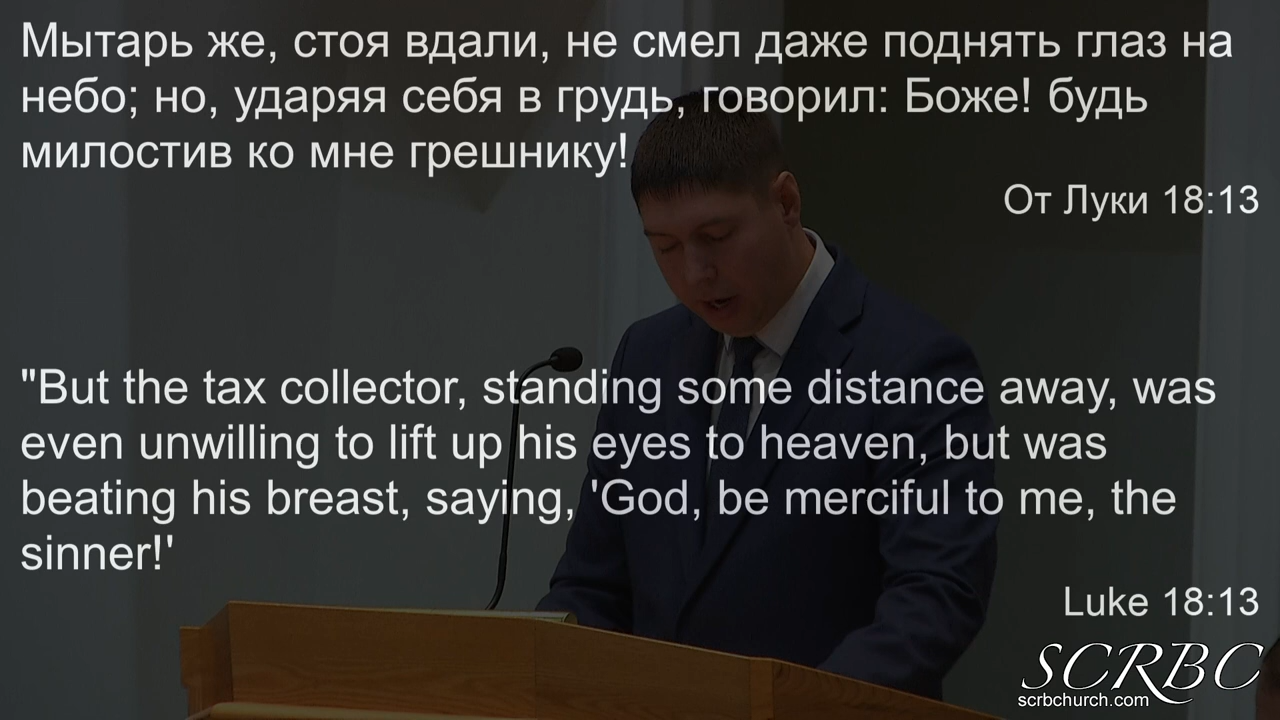 Мытарь же, стоя вдали, не смел даже поднять глаз на
небо; но, ударяя себя в грудь, говорил: Боже! будь
милостив ко мне грешнику!
От Луки 18:13
"But the tax collector, standing some distance away, was
even unwilling to lift up his eyes to heaven, but was
beating his breast, saying, 'God, be merciful to me, the
sinner!'
Luke 18:13
SCRBC
scrbchurch.com